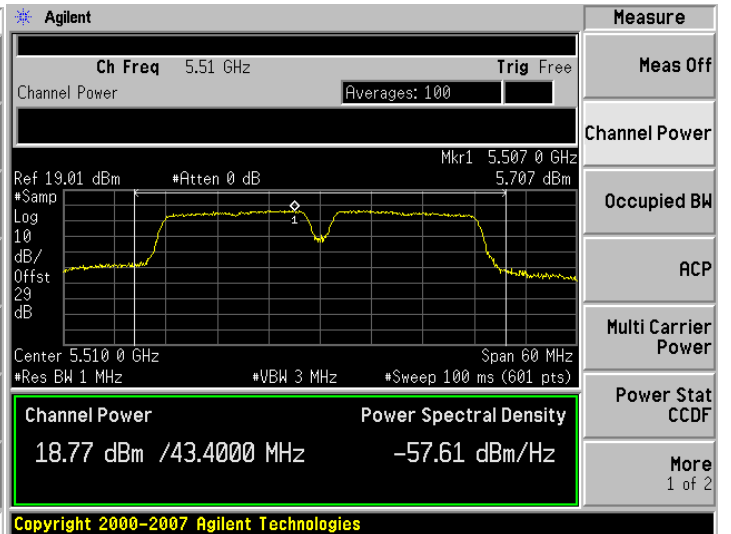 Agilent
Measure
Ch Freq 5.51 GHz Trig Free
Channel Power Averages: 100
Mkr1 5.507 0 GHz
Ref 19.01 dBm #Atten 0 dB 5.707 dBm
#Samp
Log
10
dB/
Offst
29
dB
1
Center 5.510 0 GHz Span 60 MHz
#Res BW 1 MHz #VBW 3 MHz #Sweep 100 ms (601 pts)
Channel Power Power Spectral Density
18.77 dBm /43.4000 MHz -57.61 dBm/Hz
Copyright 2000-2007 Agilent Technologies
Meas Off
Channel Power
Occupied BW
ACP
Multi Carrier
Power
Power Stat
CCDF
More
1 of 2